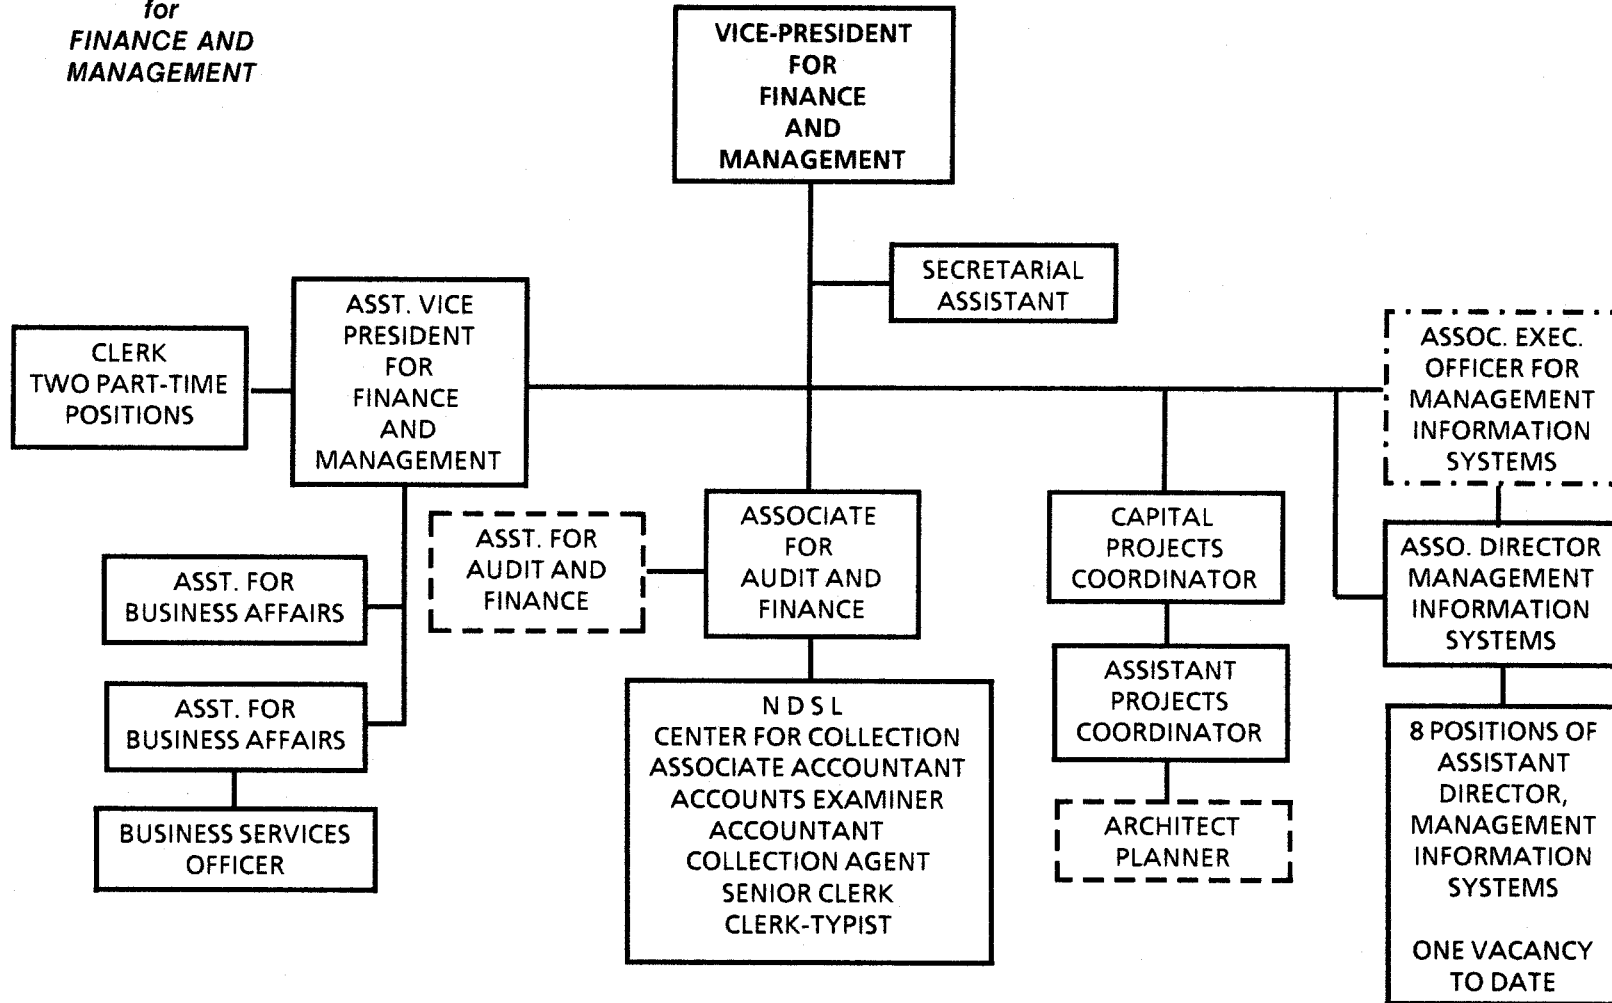 for
FINANCE AND
MANAGEMENT
VICE-PRESIDENT
FOR
FINANCE
AND
MANAGEMENT
SECRETARIAL
ASSISTANT
CLERK
TWO PART-TIME
POSITIONS
ASST. VICE
PRESIDENT
FOR
FINANCE
AND
MANAGEMENT
ASSOC. EXEC.
OFFICER FOR
MANAGEMENT
INFORMATION
SYSTEMS
ASST. FOR
BUSINESS AFFAIRS
ASST. FOR
BUSINESS AFFAIRS
BUSINESS SERVICES
OFFICER
ASST. FOR
AUDIT AND
FINANCE
ASSOCIATE
FOR
AUDIT AND
FINANCE
N D S L
CENTER FOR COLLECTION
ASSOCIATE ACCOUNTANT
ACCOUNTS EXAMINER
ACCOUNTANT
COLLECTION AGENT
SENIOR CLERK
CLERK-TYPIST
CAPITAL
PROJECTS
COORDINATOR
ASSISTANT
PROJECTS
COORDINATOR
ARCHITECT
PLANNER
ASSO. DIRECTOR
MANAGEMENT
INFORMATION
SYSTEMS
8 POSITIONS OF
ASSISTANT
DIRECTOR,
MANAGEMENT
INFORMATION
SYSTEMS
ONE VACANCY
TO DATE